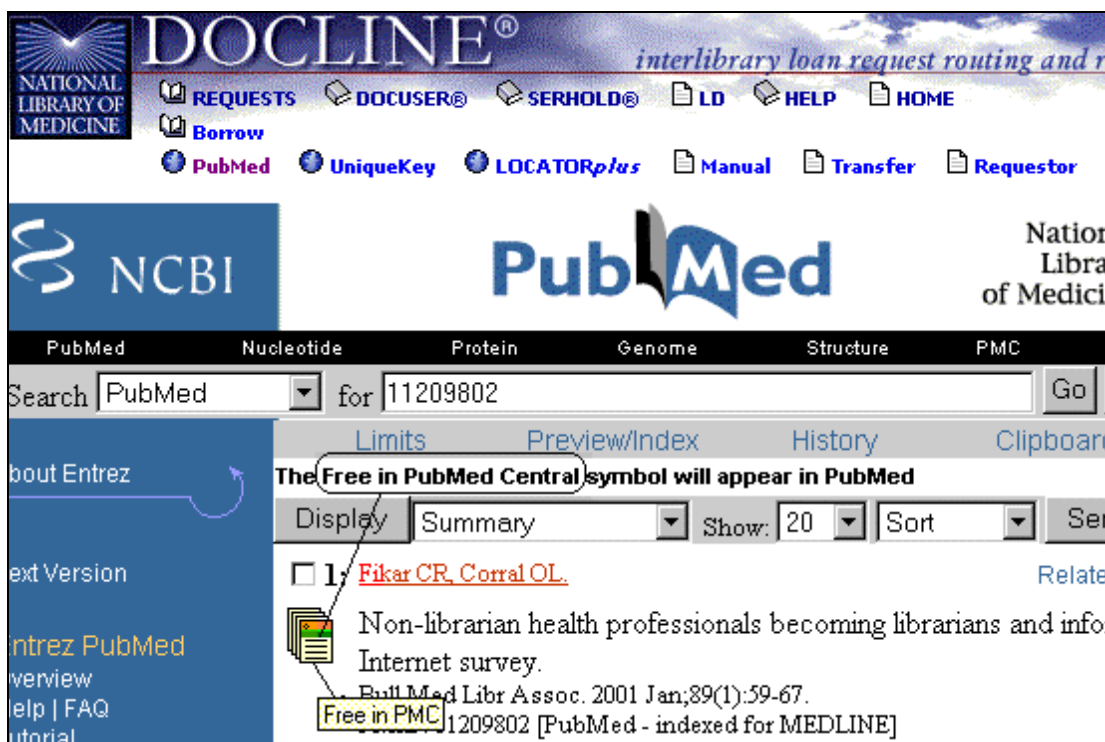 DOCLINE®
interlibrary loan request routing and
NATIONAL
LIBRARY OF
MEDICINE
REQUESTS DOCUSER® SERHOLD® LD HELP HOME
Borrow
PubMed UniqueKey LOCATORplus Manual Transfer Requestor
NCBI
PubMed
Nation
Libra
of Medici
PubMed Nucleotide Protein Genome Structure PMC
Search PubMed for 11209802 Go
Limits Preview/Index History Clipboard
bout Entrez
The Free in PubMed Central symbol will appear in PubMed
Display Summary Show: 20 Sort Se
ext Version
1: Fikar CR, Corral OL. Relate
Non-librarian health professionals becoming librarians and info
Internet survey.
Bull Med Libr Assoc. 2001 Jan;89(1):59-67.
Free in PMC
11209802 [PubMed - indexed for MEDLINE]
ntrez PubMed
verview
elp | FAQ
utorial